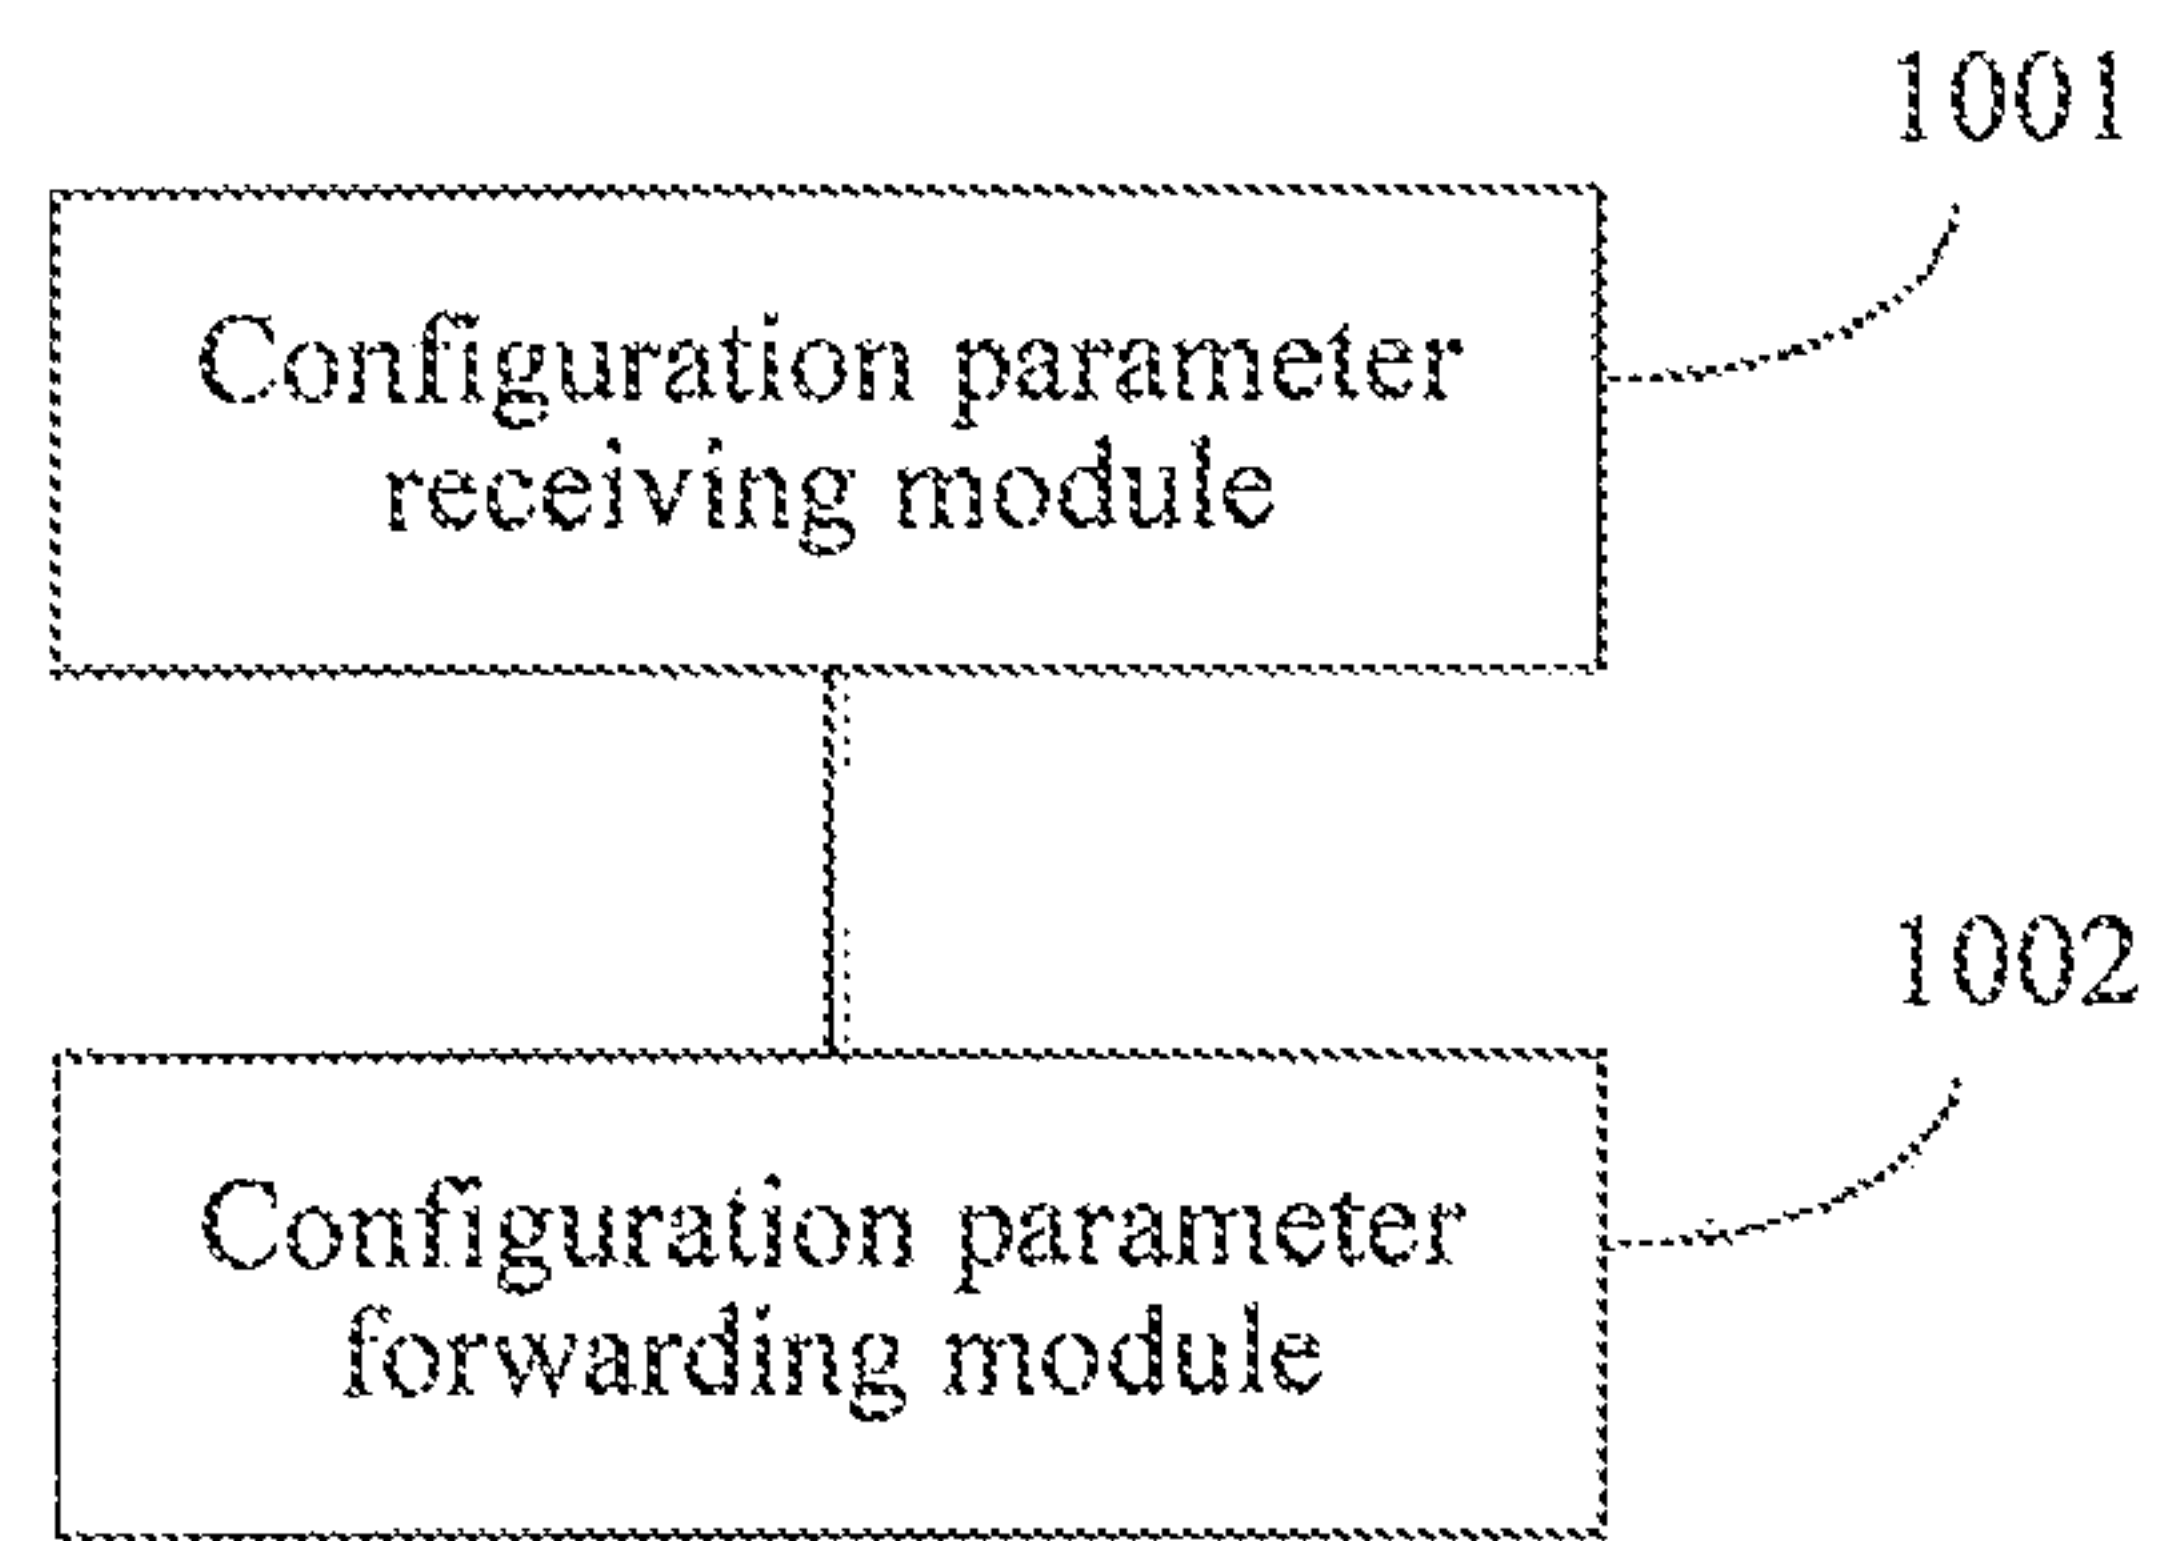 1001
Configuration parameter
receiving module
1002
Configuration parameter
forwarding module